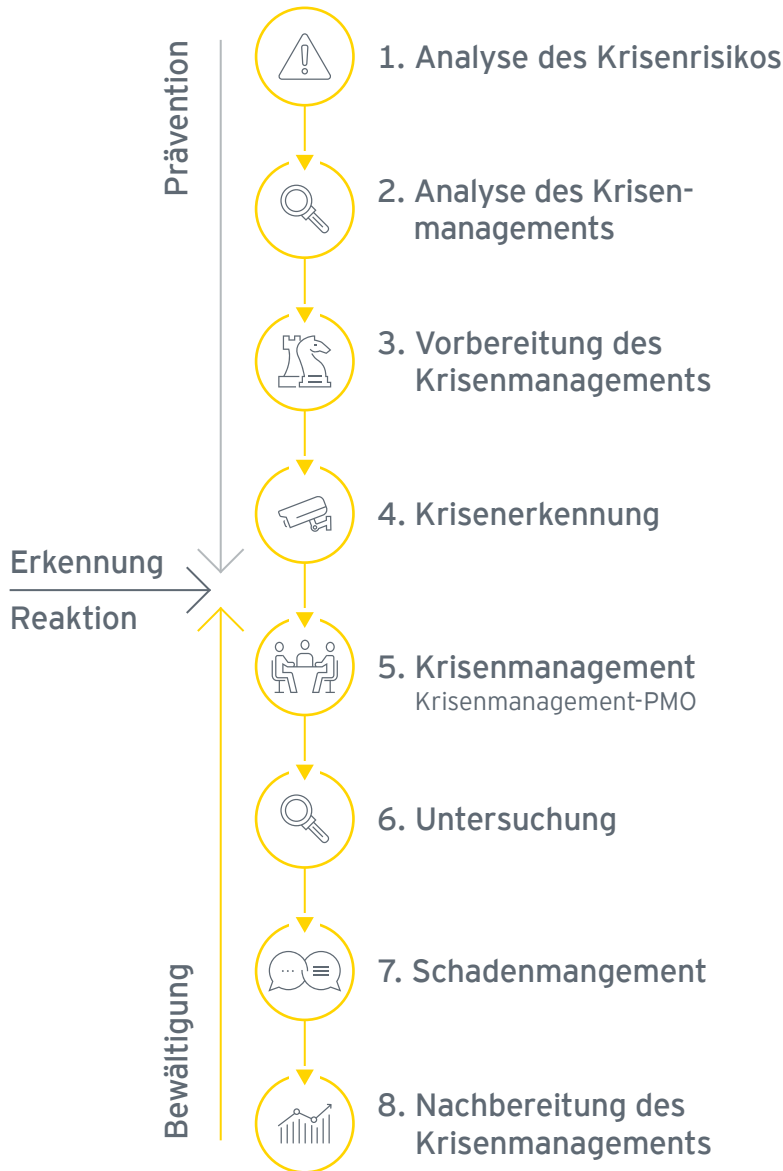 Prävention
1. Analyse des Krisenrisikos
2. Analyse des Krisen-
managements
3. Vorbereitung des
Krisenmanagements
4. Krisenerkennung
Erkennung
Reaktion
5. Krisenmanagement
Krisenmanagement-PMO
6. Untersuchung
7. Schadenmangement
Bewältigung
8. Nachbereitung des
Krisenmanagements